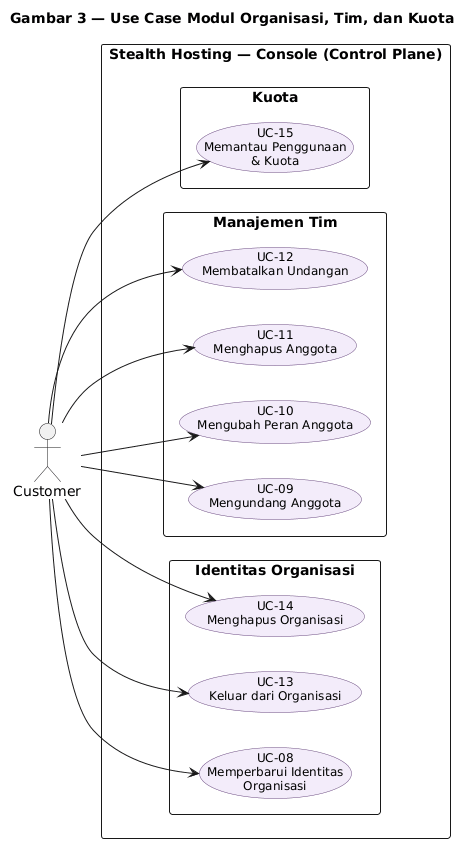 Gambar 3 — Use Case Modul Organisasi, Tim, dan Kuota
Stealth Hosting — Console (Control Plane)
Kuota
UC-15
Memantau Penggunaan
& Kuota
Manajemen Tim
UC-12
Membatalkan Undangan
UC-11
Menghapus Anggota
UC-10
Mengubah Peran Anggota
UC-09
Mengundang Anggota
Customer
Identitas Organisasi
UC-14
Menghapus Organisasi
UC-13
Keluar dari Organisasi
UC-08
Memperbarui Identitas
Organisasi